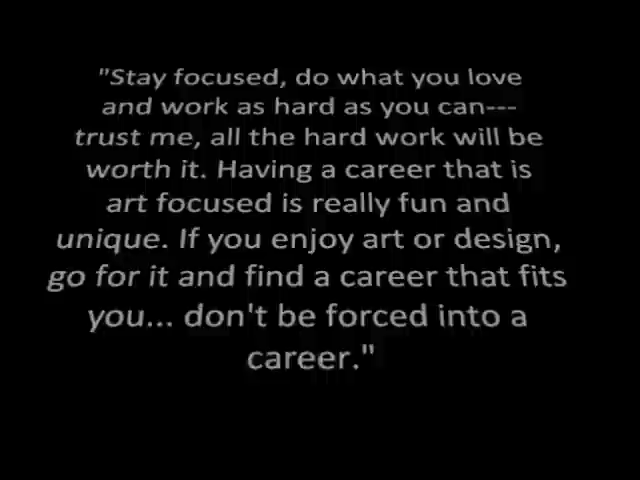 "Stay focused, do what you love
and work as hard as you can---
trust me, all the hard work will be
worth it. Having a career that is
art focused is really fun and
unique. If you enjoy art or design,
go for it and find a career that fits
you... don't be forced into a
career."